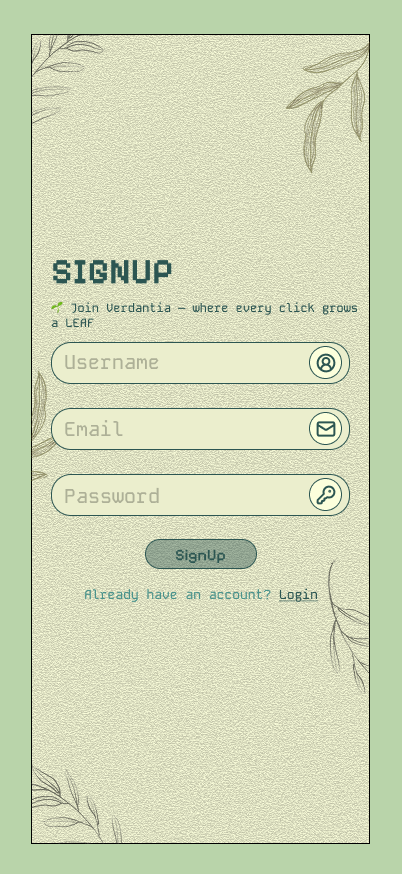 SIGNUP
🌱 Join Verdantia — where every click grows
a LEAF
Username
Email
Password
SignUp
Already have an account? Login